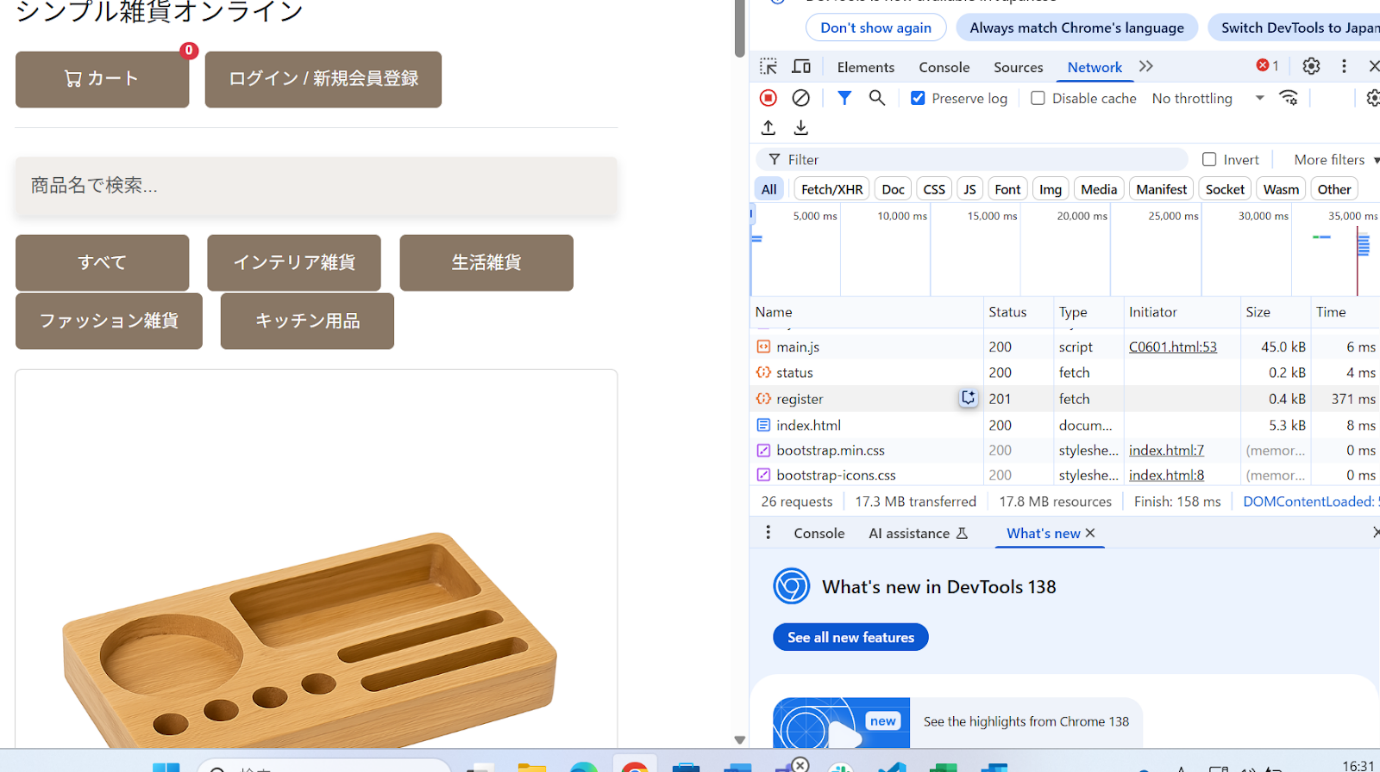 シンプル雑貨オンライン
カート 0
ログイン / 新規会員登録
商品名で検索...
すべて
インテリア雑貨
生活雑貨
ファッション雑貨
キッチン用品
Don't show again
Always match Chrome's language
Switch DevTools to Japan
Elements Console Sources Network 1
Preserve log Disable cache No throttling
Filter Invert More filters
All Fetch/XHR Doc CSS JS Font Img Media Manifest Socket Wasm Other
5,000 ms 10,000 ms 15,000 ms 20,000 ms 25,000 ms 30,000 ms 35,000 ms
Name Status Type Initiator Size Time
main.js 200 script C0601.html:53 45.0 kB 6 ms
status 200 fetch 0.2 kB 4 ms
register 201 fetch 0.4 kB 371 ms
index.html 200 docum... 5.3 kB 8 ms
bootstrap.min.css 200 styleshe... index.html:7 (memor... 0 ms
bootstrap-icons.css 200 styleshe... index.html:8 (memor... 0 ms
26 requests 17.3 MB transferred 17.8 MB resources Finish: 158 ms DOMContentLoaded:
Console AI assistance What's new
What's new in DevTools 138
See all new features
new
See the highlights from Chrome 138
16:31